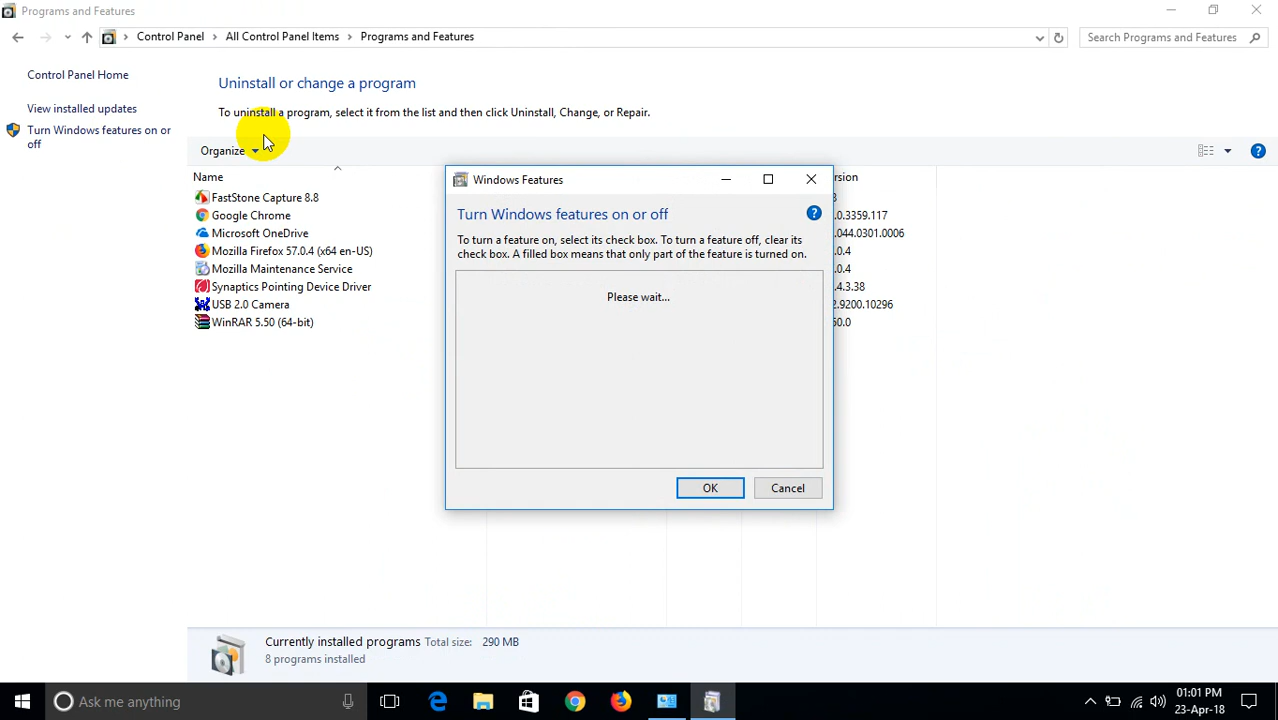 Programs and Features
Control Panel
All Control Panel Items
Programs and Features
Search Programs and Features
Control Panel Home
View installed updates
Turn Windows features on or
off
Uninstall or change a program
To uninstall a program, select it from the list and then click Uninstall, Change, or Repair.
Organize
Name
FastStone Capture 8.8
Google Chrome
.0.3359.117
Microsoft OneDrive
.044.0301.0006
Mozilla Firefox 57.0.4 (x64 en-US)
.0.4
Mozilla Maintenance Service
.0.4
Synaptics Pointing Device Driver
.4.3.38
USB 2.0 Camera
2.9200.10296
WinRAR 5.50 (64-bit)
50.0
Windows Features
Turn Windows features on or off
To turn a feature on, select its check box. To turn a feature off, clear its
check box. A filled box means that only part of the feature is turned on.
Please wait...
OK
Cancel
Currently installed programs Total size: 290 MB
8 programs installed
Ask me anything
01:01 PM
23-Apr-18